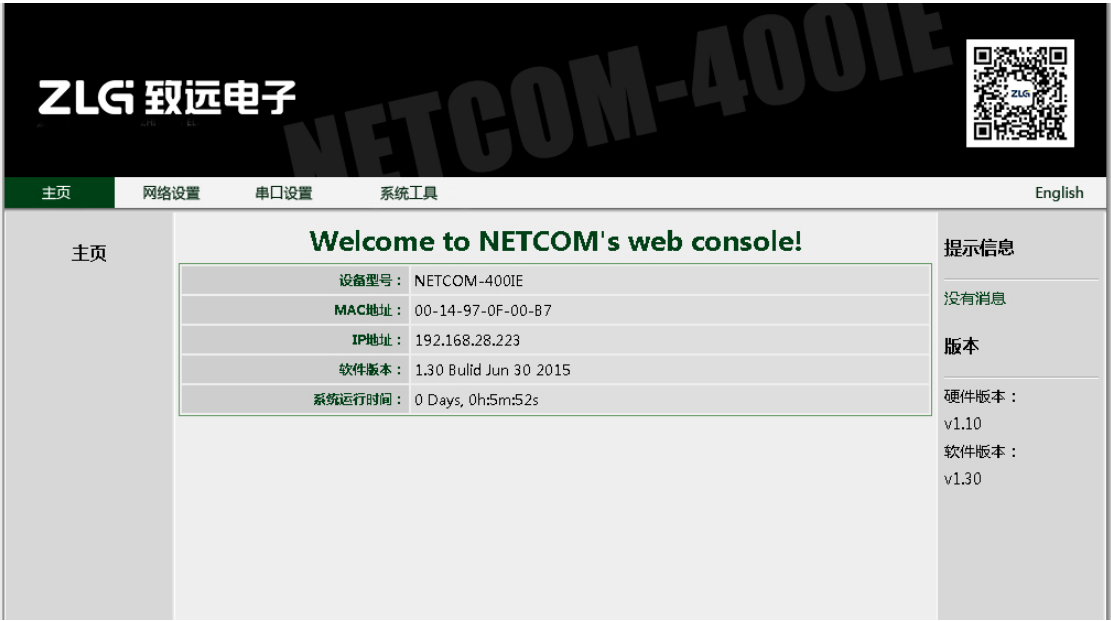 NETCOM-400IE
ZLG 致远电子
ZLG
主页 网络设置 串口设置 系统工具 English
主页
Welcome to NETCOM's web console!
设备型号： NETCOM-400IE
MAC地址： 00-14-97-0F-00-B7
IP地址： 192.168.28.223
软件版本： 1.30 Bulid Jun 30 2015
系统运行时间： 0 Days, 0h:5m:52s
提示信息
没有消息
版本
硬件版本：
v1.10
软件版本：
v1.30